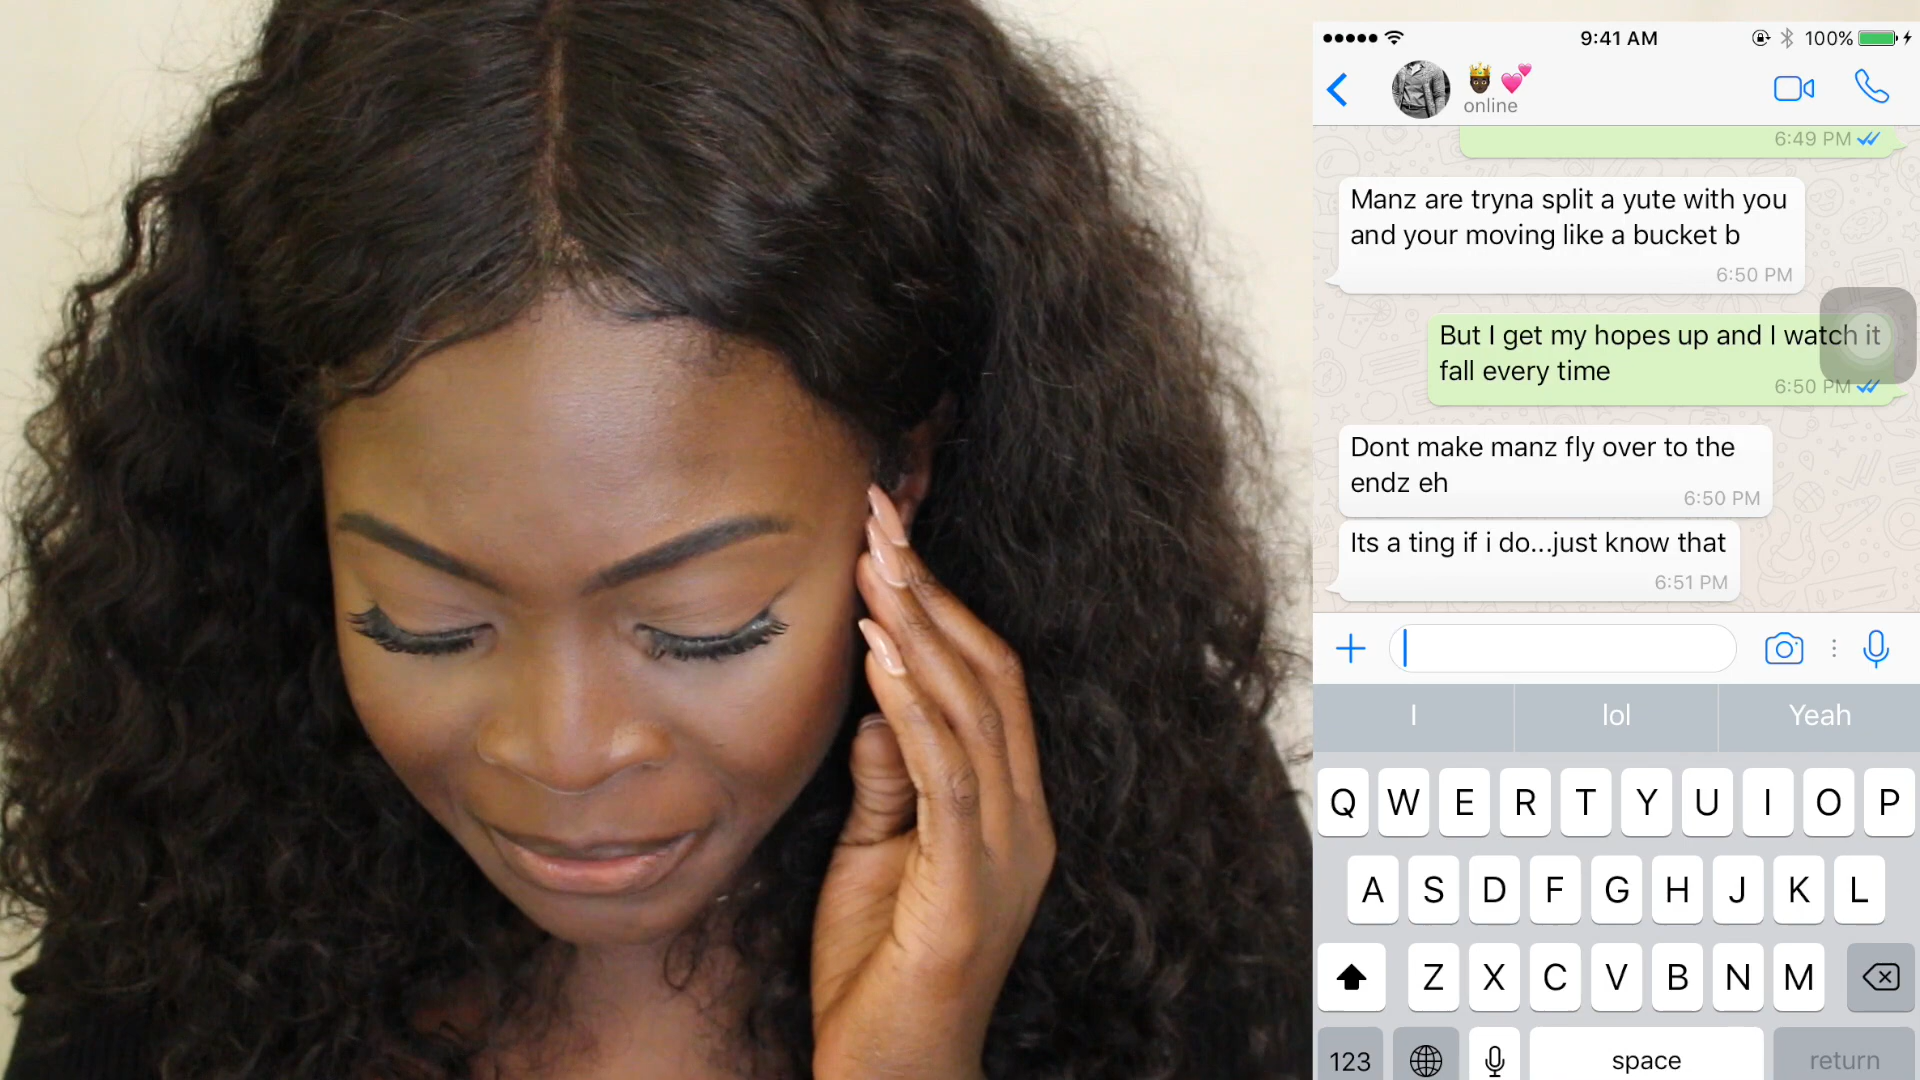 9:41 AM
100%
online
6:49 PM
Manz are tryna split a yute with you
and your moving like a bucket b
6:50 PM
But I get my hopes up and I watch it
fall every time
6:50 PM
Dont make manz fly over to the
endz eh
6:50 PM
Its a ting if i do...just know that
6:51 PM
I lol Yeah
Q W E R T Y U I O P
A S D F G H J K L
Z X C V B N M
123 space return